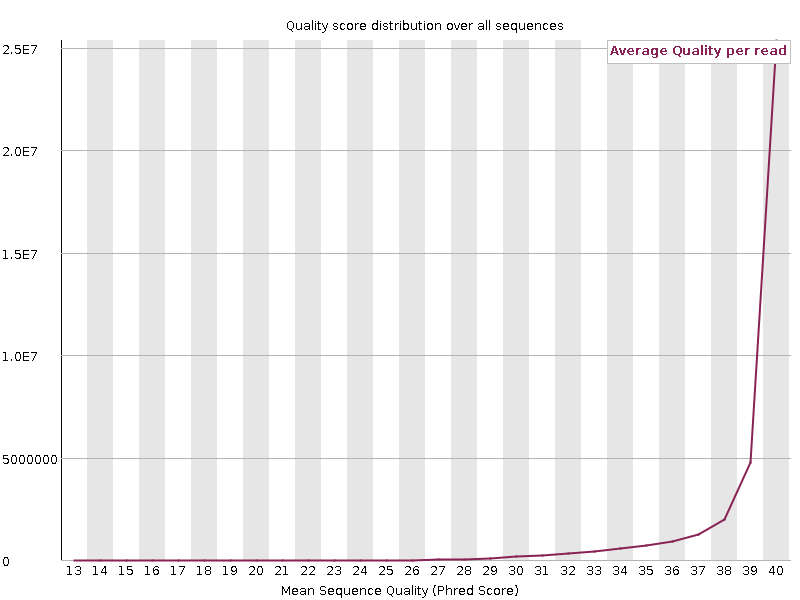 Quality score distribution over all sequences
Average Quality per read
2.5E7
2.0E7
1.5E7
1.0E7
5000000
0
13 14 15 16 17 18 19 20 21 22 23 24 25 26 27 28 29 30 31 32 33 34 35 36 37 38 39 40
Mean Sequence Quality (Phred Score)